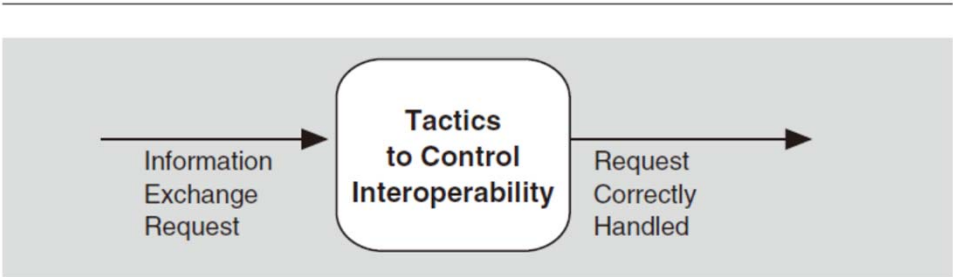 Information
Exchange
Request
Tactics
to Control
Interoperability
Request
Correctly
Handled